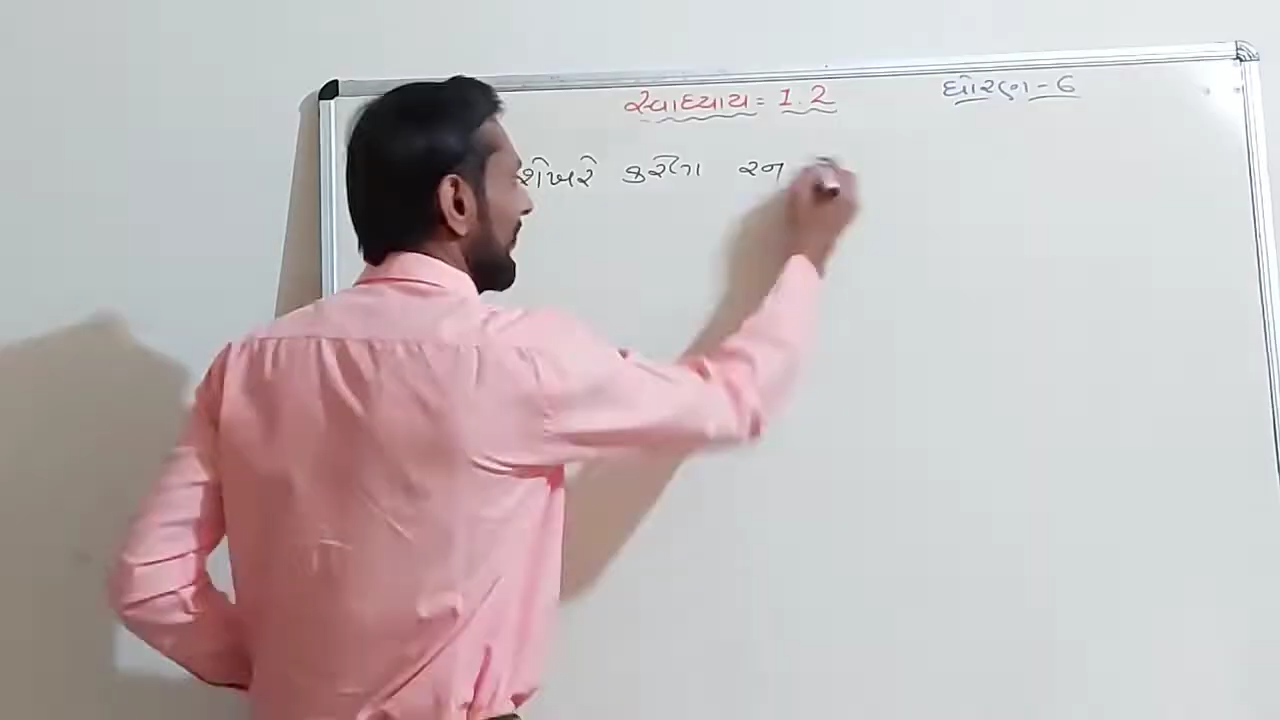 સ્વાધ્યાય = 1.2
ધોરણ - 6
શેખરે કરેલા રન